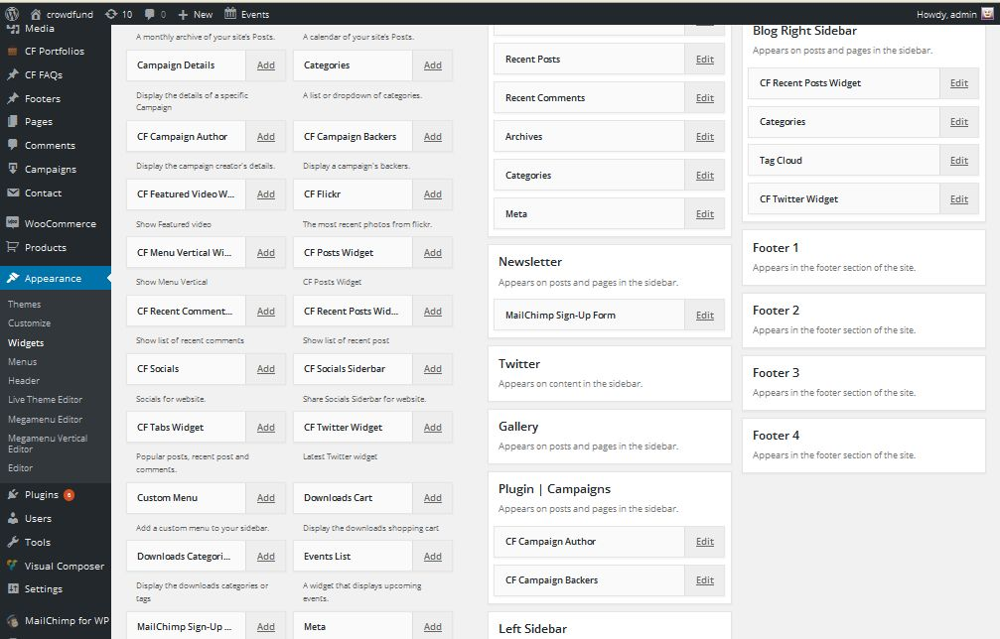 crowdfund 10 0 New Events Howdy, admin
Media
CF Portfolios
CF FAQs
Footers
Pages
Comments
Campaigns
Contact
WooCommerce
Products
Appearance
Themes
Customize
Widgets
Menus
Header
Live Theme Editor
Megamenu Editor
Megamenu Vertical
Editor
Editor
Plugins 6
Users
Tools
Visual Composer
Settings
MailChimp for WP
A monthly archive of your site's Posts.
A calendar of your site's Posts.
Campaign Details Add
Categories Add
Display the details of a specific
Campaign
A list or dropdown of categories.
CF Campaign Author Add
CF Campaign Backers Add
Display the campaign creator's details.
Display a campaign's backers.
CF Featured Video W... Add
CF Flickr Add
Show Featured video
The most recent photos from flickr.
CF Menu Vertical Wi... Add
CF Posts Widget Add
Show Menu Vertical
CF Posts Widget
CF Recent Comment... Add
CF Recent Posts Wid... Add
Show list of recent comments
Show list of recent post
CF Socials Add
CF Socials Siderbar Add
Socials for website.
Share Socials Siderbar for website.
CF Tabs Widget Add
CF Twitter Widget Add
Popular posts, recent post and
comments.
Latest Twitter widget
Custom Menu Add
Downloads Cart Add
Add a custom menu to your sidebar.
Display the downloads shopping cart
Downloads Categori... Add
Events List Add
Display the downloads categories or
tags
A widget that displays upcoming
events.
MailChimp Sign-Up ... Add
Meta Add
Recent Posts Edit
Recent Comments Edit
Archives Edit
Categories Edit
Meta Edit
Newsletter
Appears on posts and pages in the sidebar.
MailChimp Sign-Up Form Edit
Twitter
Appears on content in the sidebar.
Gallery
Appears on posts and pages in the sidebar.
Plugin | Campaigns
Appears on posts and pages in the sidebar.
CF Campaign Author Edit
CF Campaign Backers Edit
Left Sidebar
Blog Right Sidebar
Appears on posts and pages in the sidebar.
CF Recent Posts Widget Edit
Categories Edit
Tag Cloud Edit
CF Twitter Widget Edit
Footer 1
Appears in the footer section of the site.
Footer 2
Appears in the footer section of the site.
Footer 3
Appears in the footer section of the site.
Footer 4
Appears in the footer section of the site.